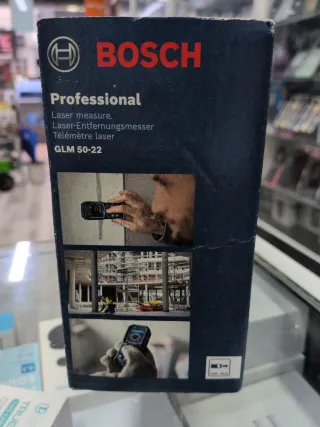 BOSCH
Professional
Laser measure.
Laser-Entfernungsmesser
Télémètre laser
GLM 50-22